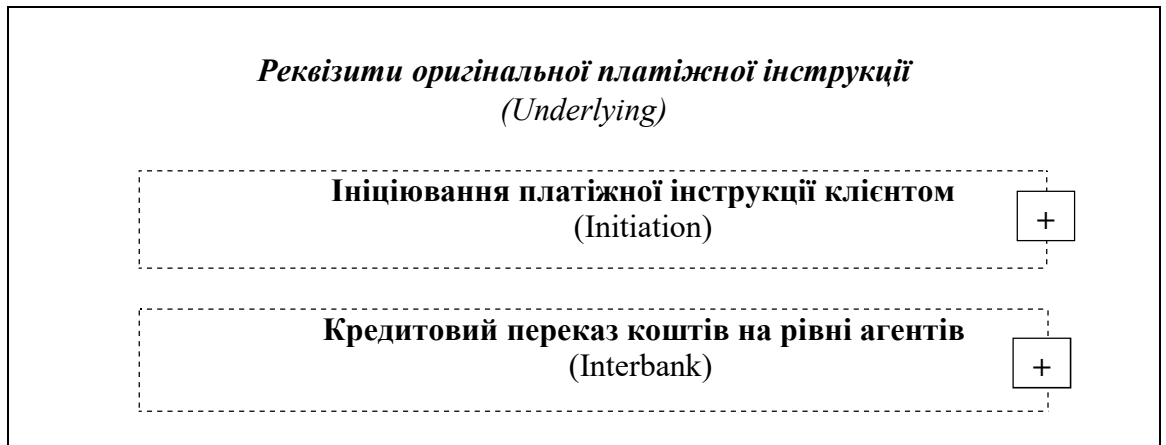 Реквізити оригінальної платіжної інструкції
(Underlying)
Ініціювання платіжної інструкції клієнтом
(Initiation)
+
Кредитовий переказ коштів на рівні агентів
(Interbank)
+